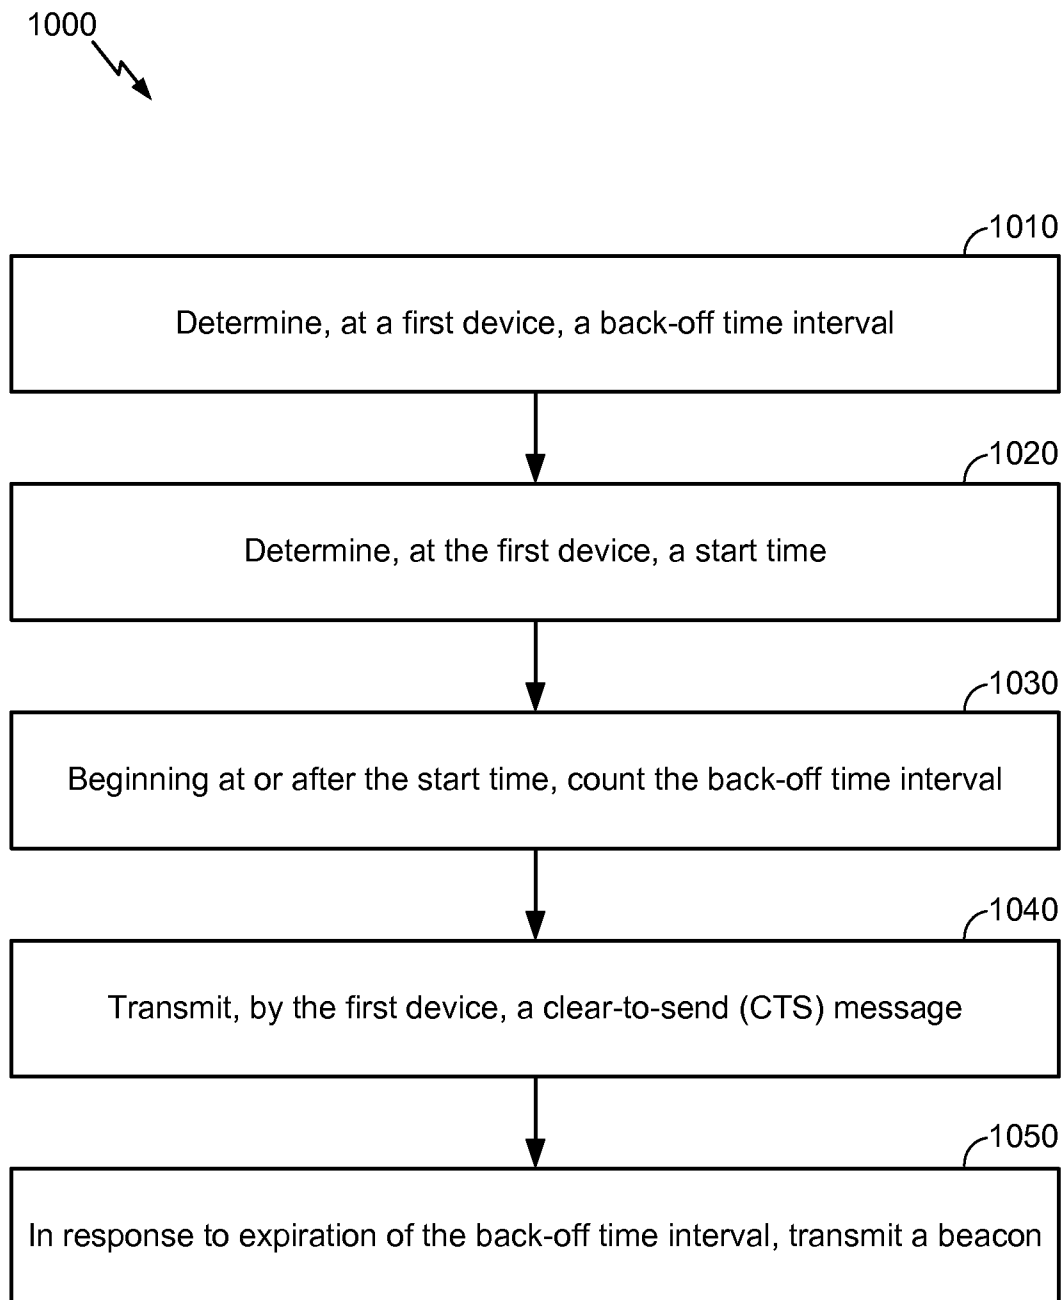 1000
1010
Determine, at a first device, a back-off time interval
1020
Determine, at the first device, a start time
1030
Beginning at or after the start time, count the back-off time interval
1040
Transmit, by the first device, a clear-to-send (CTS) message
1050
In response to expiration of the back-off time interval, transmit a beacon